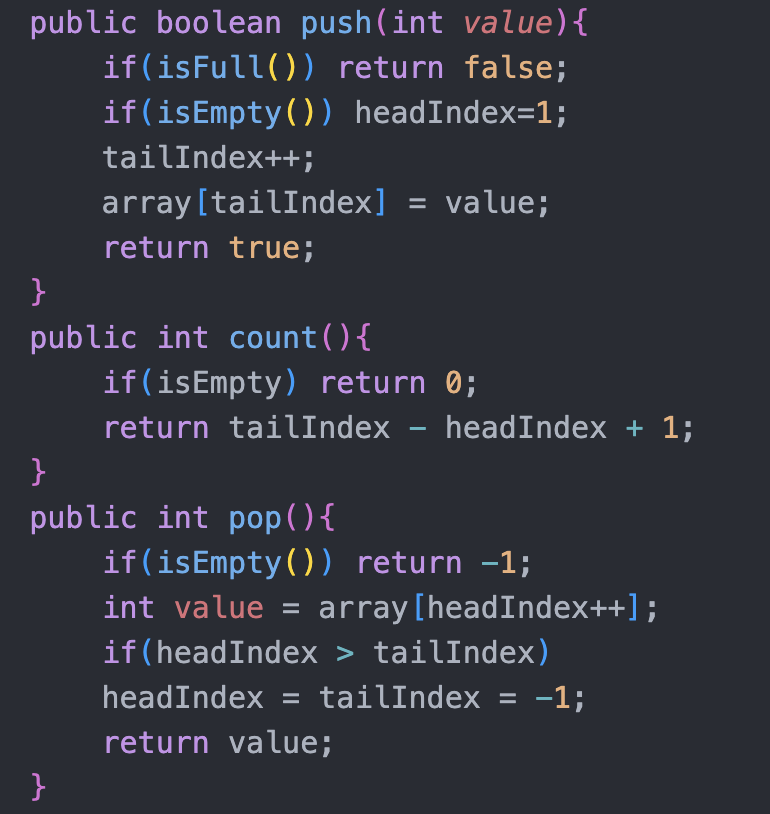 public boolean push(int value){
    if(isFull()) return false;
    if(isEmpty()) headIndex=1;
    tailIndex++;
    array[tailIndex] = value;
    return true;
}
public int count(){
    if(isEmpty) return 0;
    return tailIndex - headIndex + 1;
}
public int pop(){
    if(isEmpty()) return -1;
    int value = array[headIndex++];
    if(headIndex > tailIndex)
    headIndex = tailIndex = -1;
    return value;
}